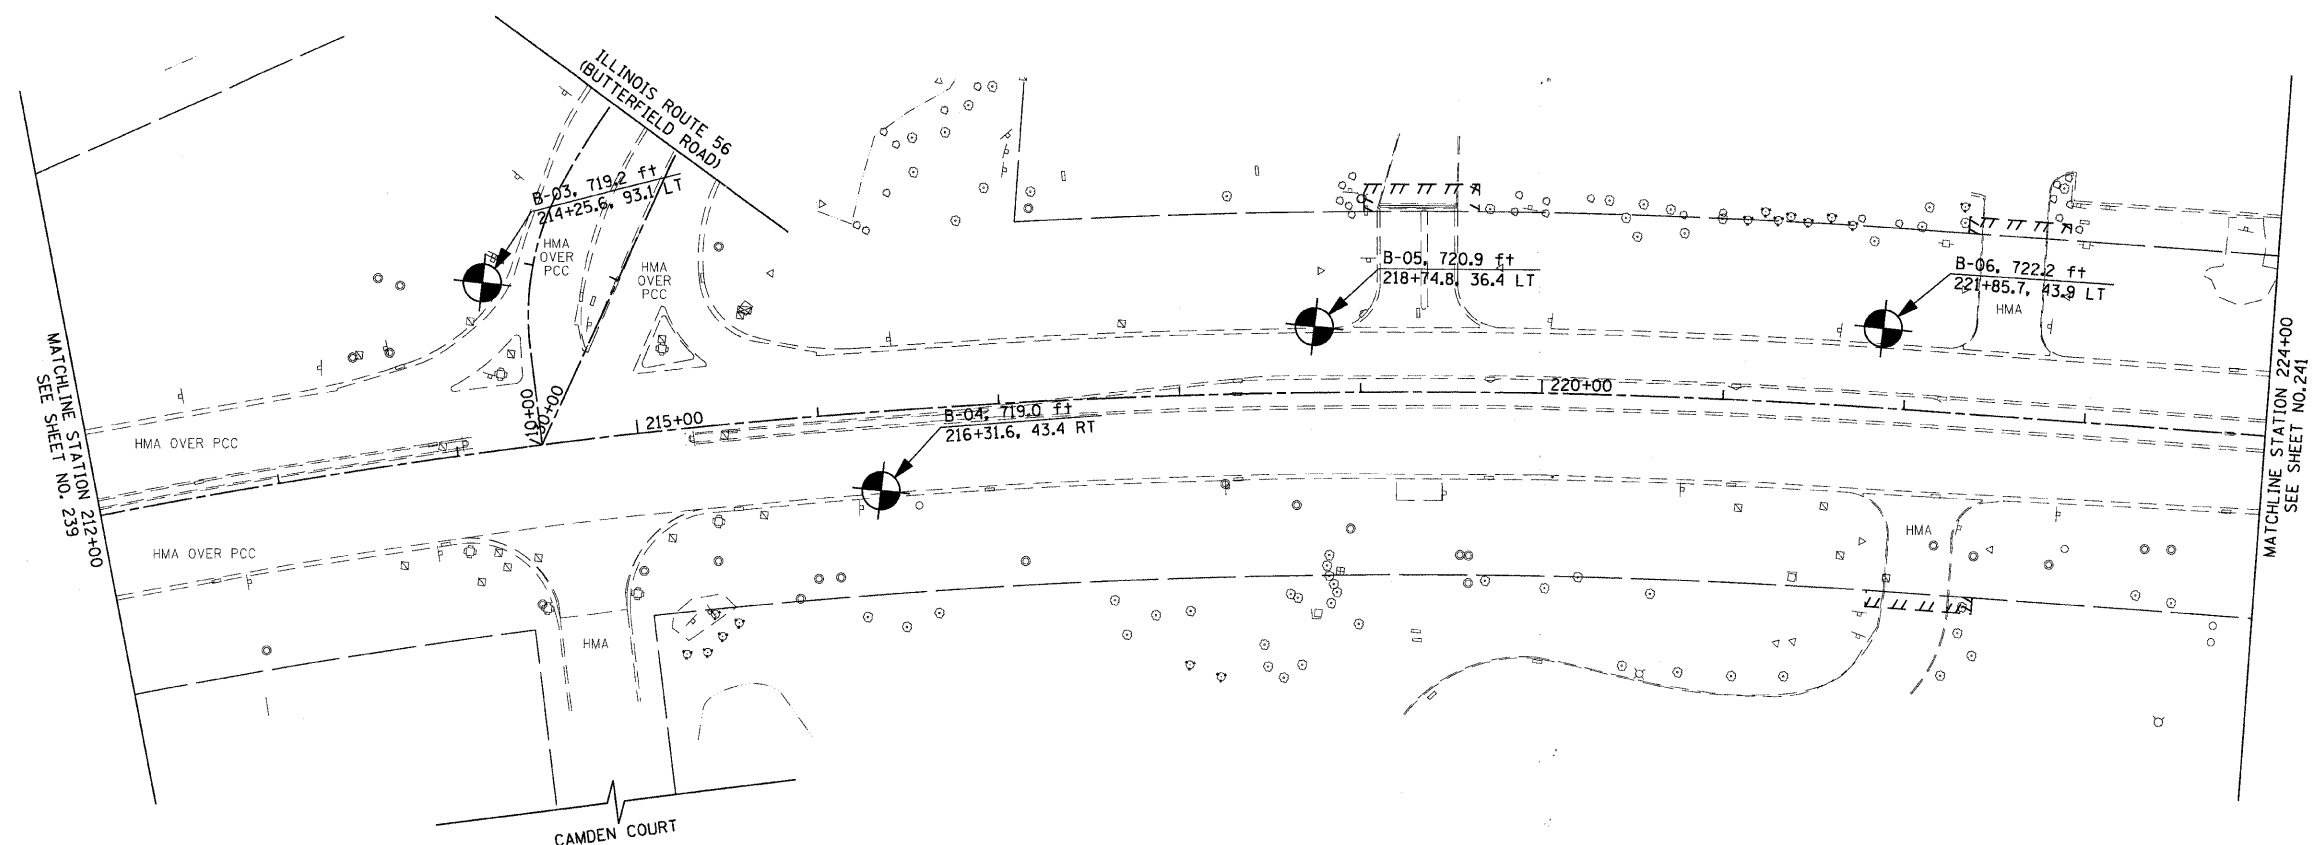 ILLINOIS ROUTE 56
(BUTTERFIELD ROAD)
B-03, 719.2 ft
214+25.6, 93.1 LT
HMA
OVER
PCC
HMA
OVER
PCC
B-05, 720.9 ft
218+74.8, 36.4 LT
B-06, 722.2 ft
221+85.7, 43.9 LT
HMA
MATCHLINE STATION 212+00
SEE SHEET NO. 239
MATCHLINE STATION 224+00
SEE SHEET NO.241
215+00
220+00
B-04, 719.0 ft
216+31.6, 43.4 RT
HMA OVER PCC
HMA OVER PCC
HMA
HMA
CAMDEN COURT